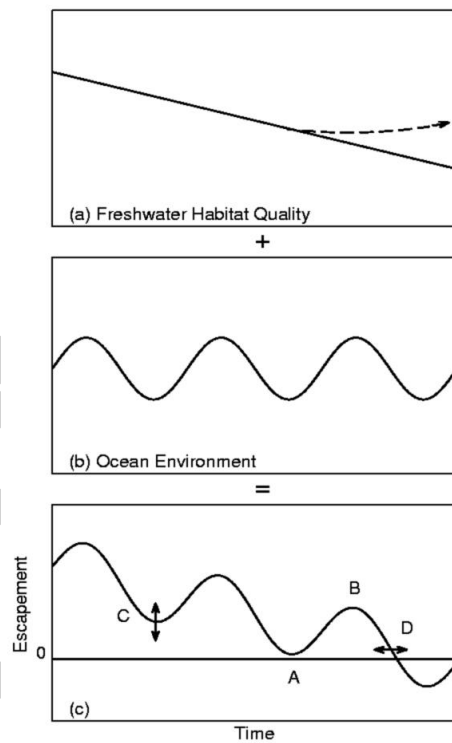 (a) Freshwater Habitat Quality
+
(b) Ocean Environment
=
Escapement
C
B
D
0
A
(c)
Time